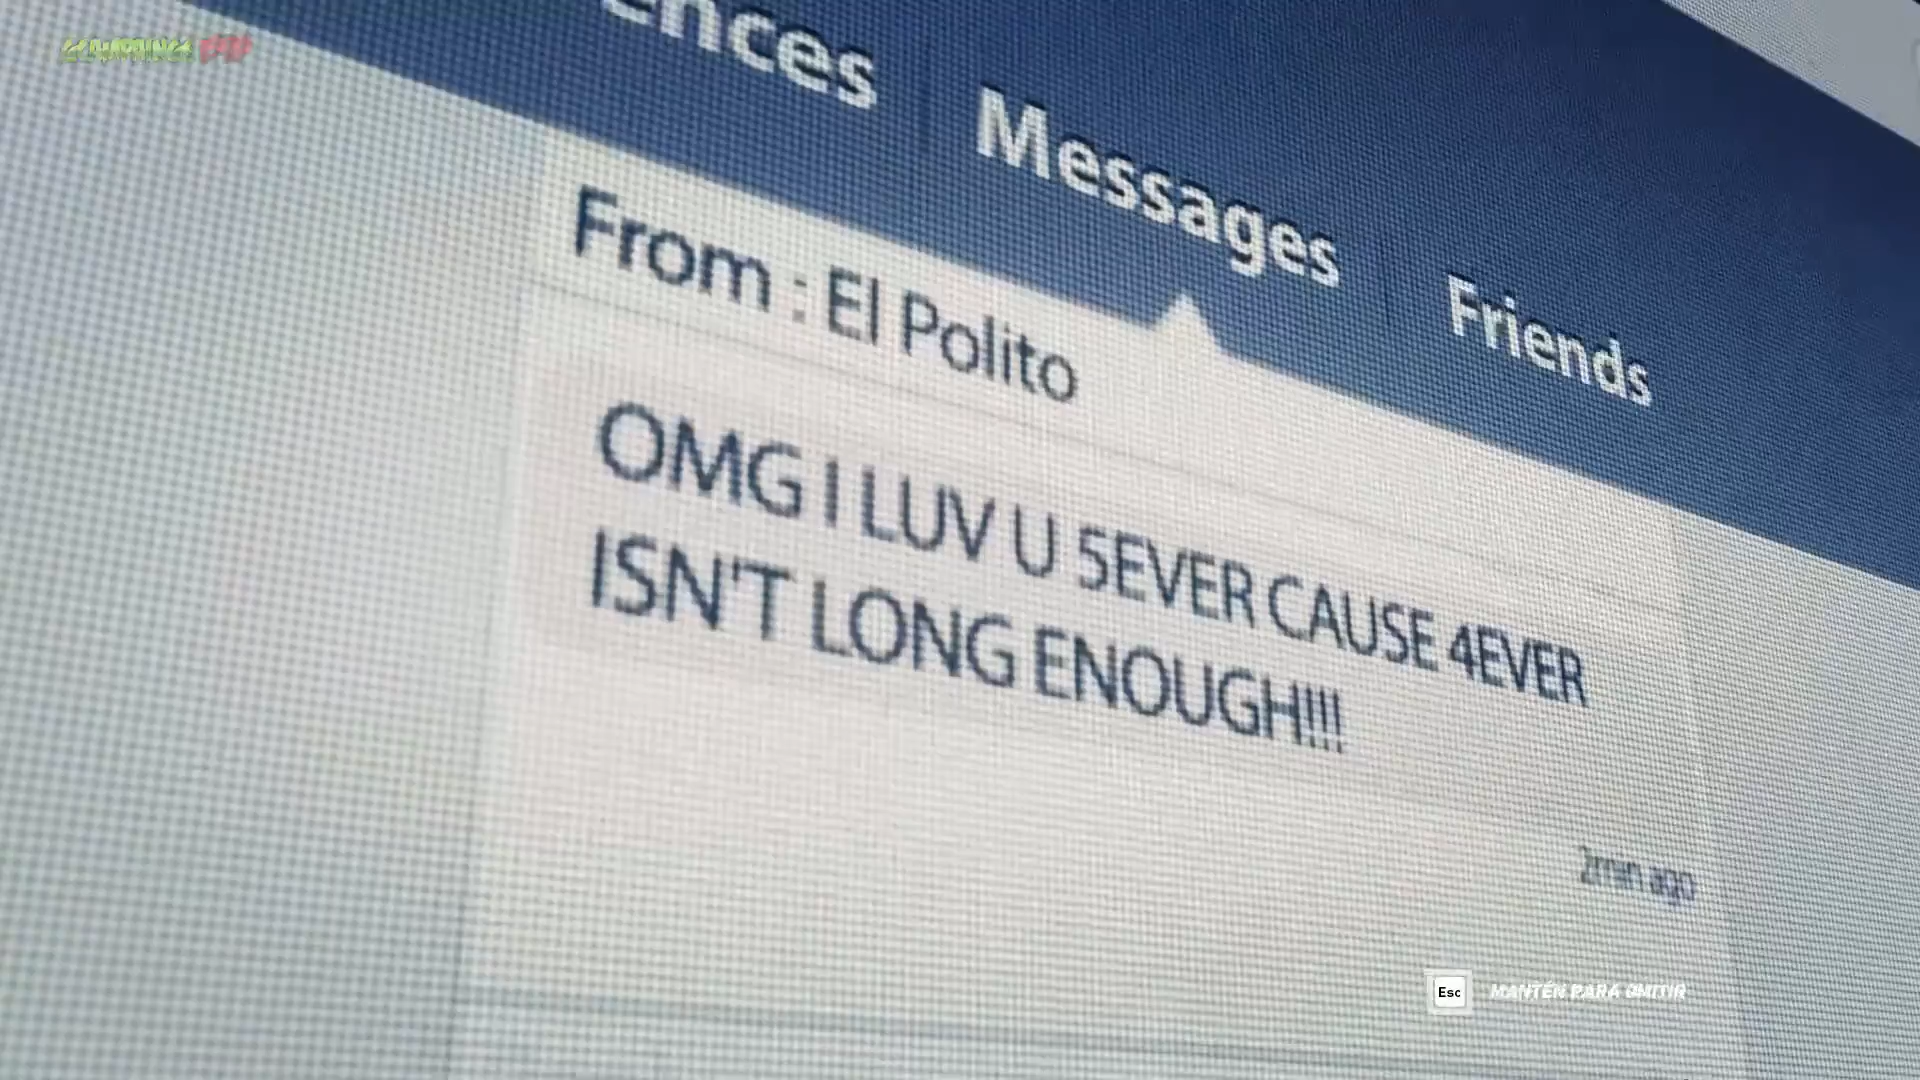 ences
Messages
Friends
From : El Polito
OMG I LUV U 5EVER CAUSE 4EVER
ISN'T LONG ENOUGH!!!!
2min ago
Esc MANTÉN PARA OMITIR